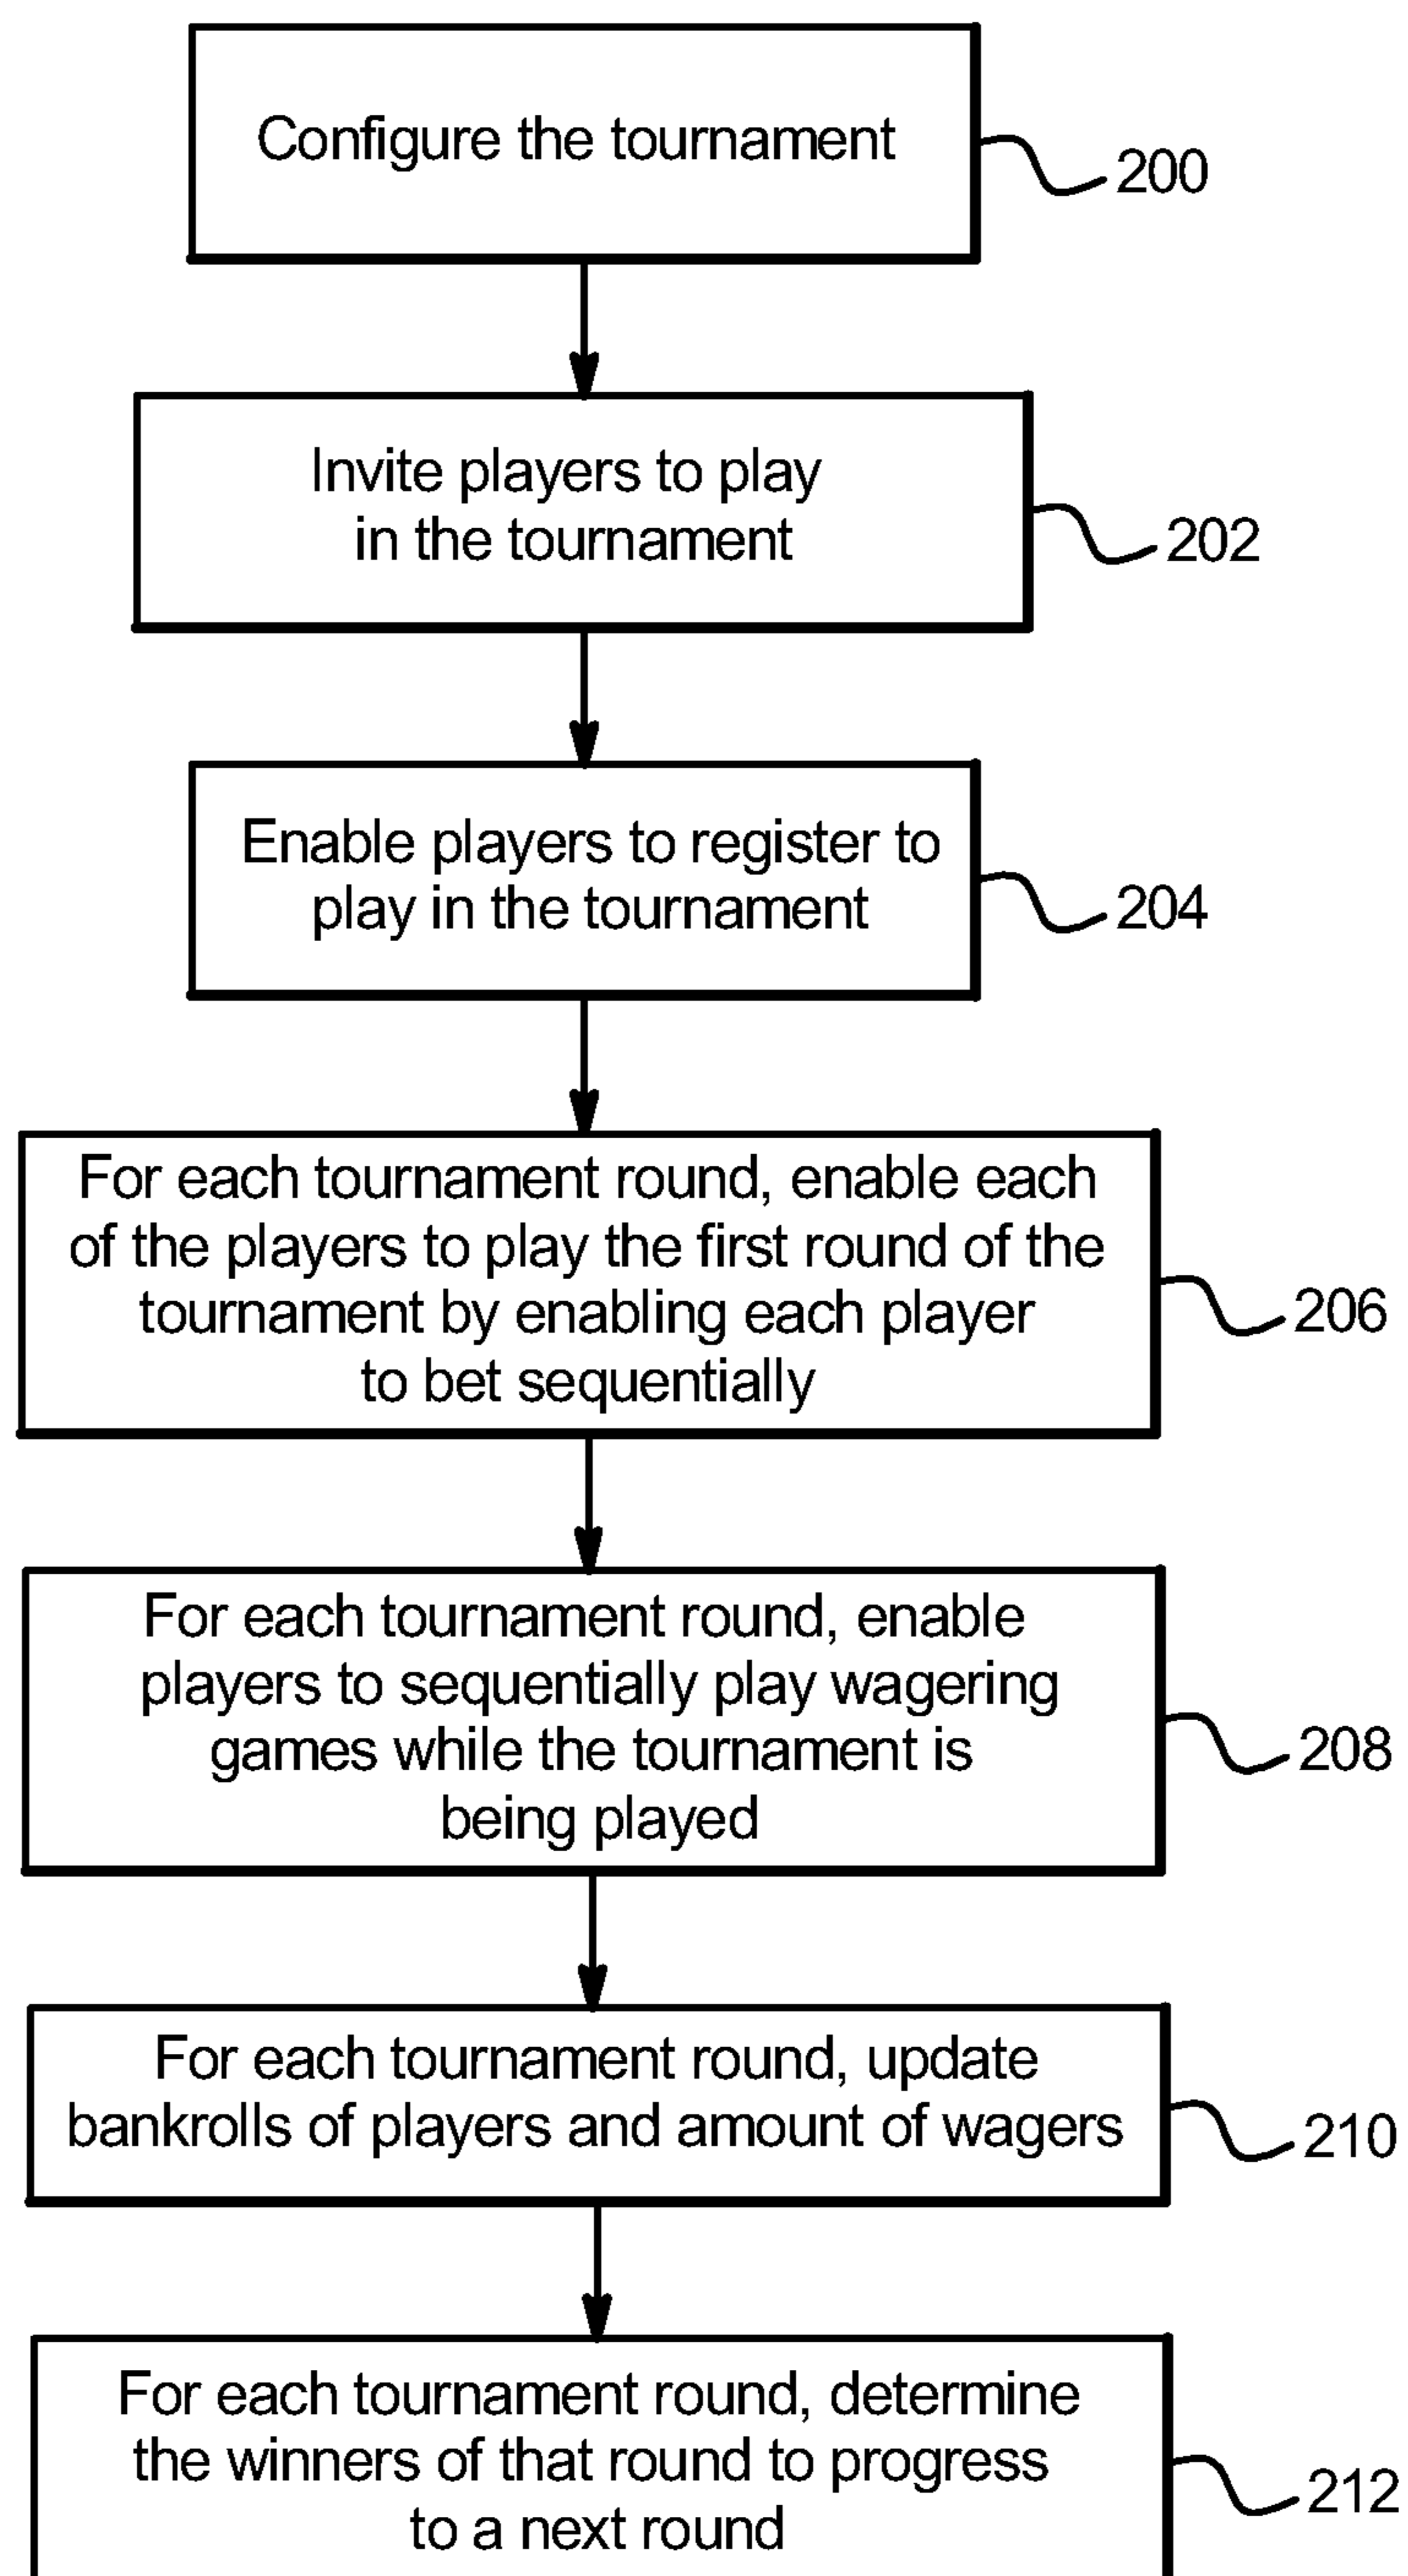 Configure the tournament
200
Invite players to play
in the tournament
202
Enable players to register to
play in the tournament
204
For each tournament round, enable each
of the players to play the first round of the
tournament by enabling each player
to bet sequentially
206
For each tournament round, enable
players to sequentially play wagering
games while the tournament is
being played
208
For each tournament round, update
bankrolls of players and amount of wagers
210
For each tournament round, determine
the winners of that round to progress
to a next round
212